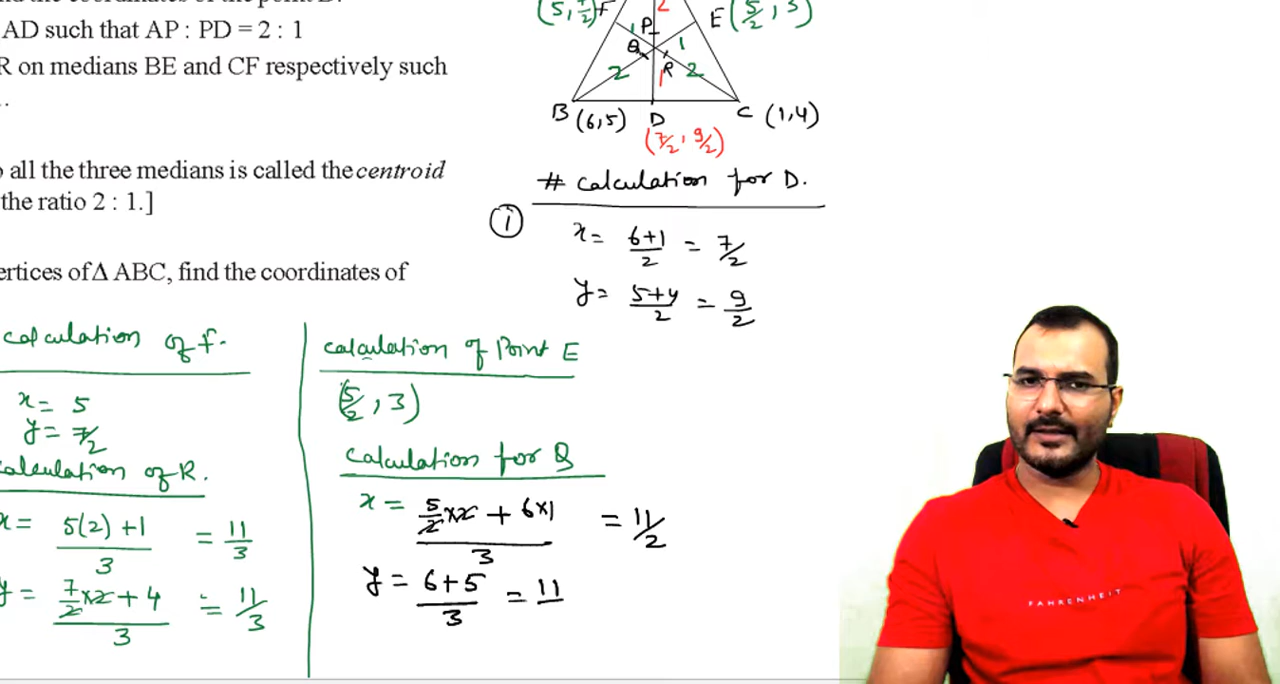 AD such that AP : PD = 2 : 1
R on medians BE and CF respectively such
all the three medians is called the centroid
the ratio 2 : 1.]
ertices of Δ ABC, find the coordinates of
(5, 7/2) F
2
E (5/2, 3)
1 P
Q 1
2 1 R 2
B (6,5) D C (1,4)
(7/2, 9/2)
# calculation for D.
①
x = 6+1/2 = 7/2
y = 5+4/2 = 9/2
calculation of f.
x = 5
y = 7/2
calculation of R.
x = 5(2) +1/3 = 11/3
y = 7/2 x 2 + 4/3 = 11/3
calculation of Point E
(5/2, 3)
calculation for Q
x = 5/2 x 2 + 6x1/3 = 11/2
y = 6+5/3 = 11
FAHRENHEIT